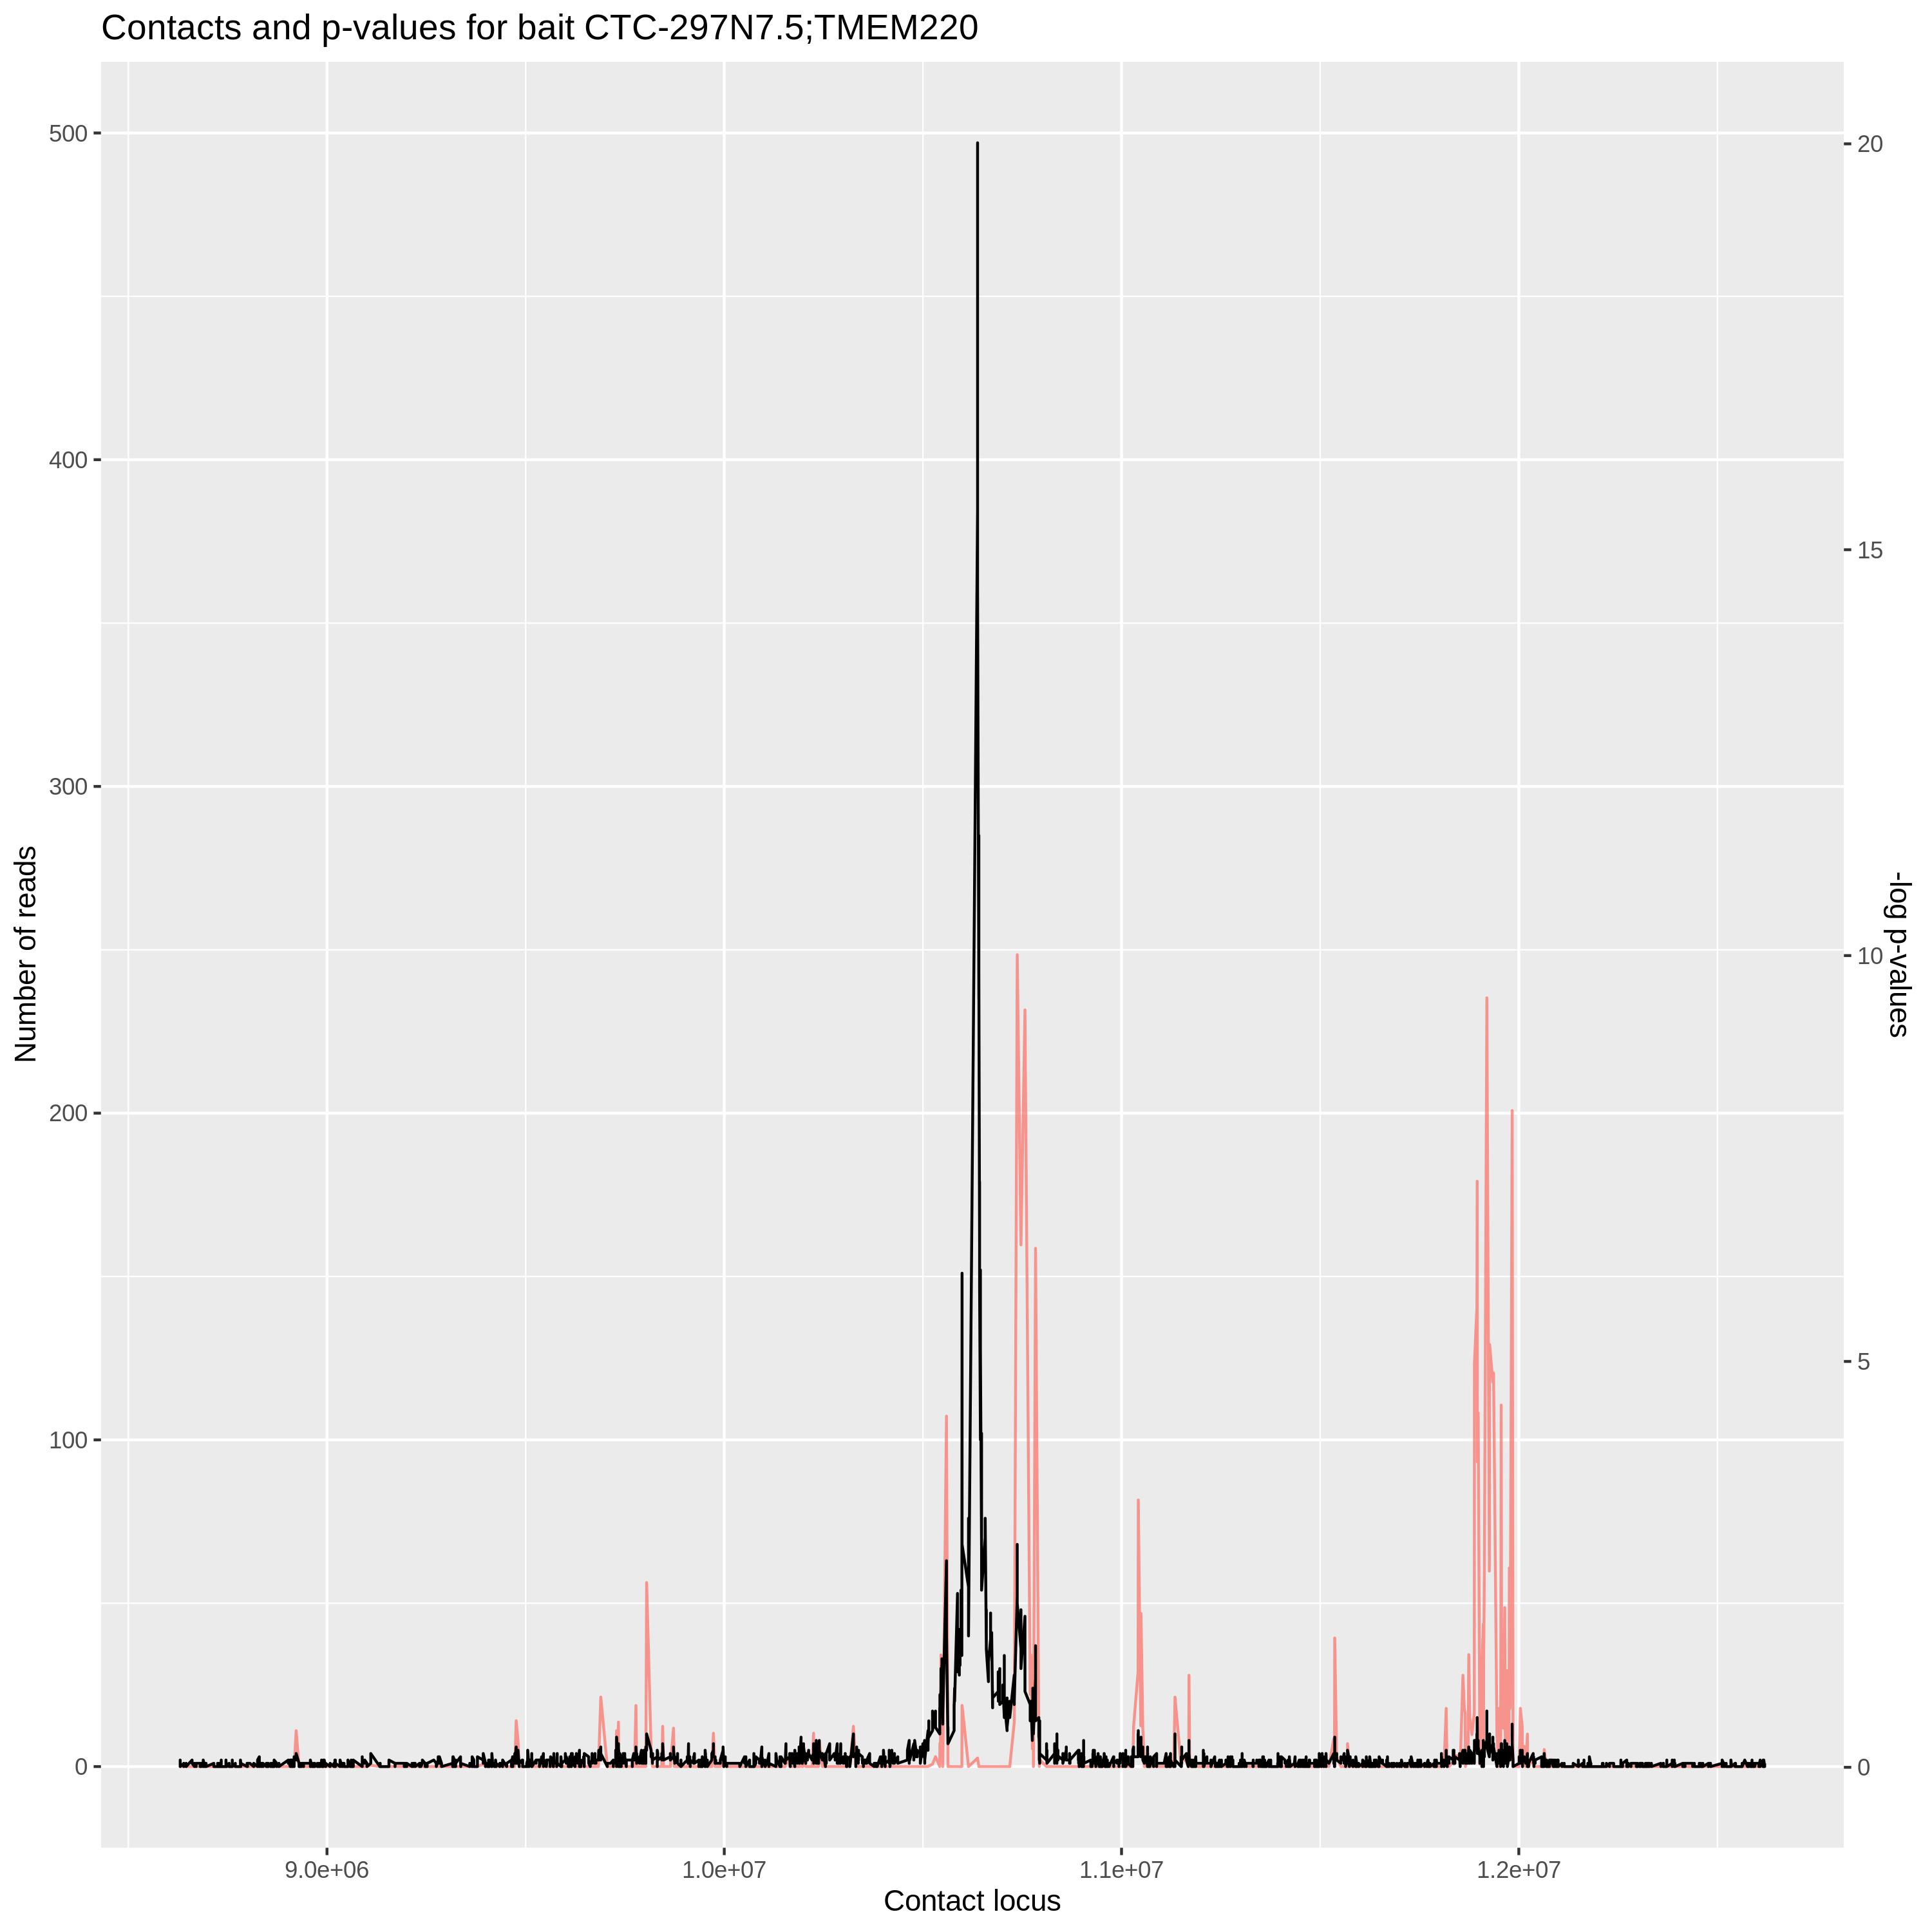 Contacts and p-values for bait CTC-297N7.5;TMEM220
500
400
300
200
100
0
Number of reads
20
15
10
5
0
-log p-values
9.0e+06
1.0e+07
1.1e+07
1.2e+07
Contact locus